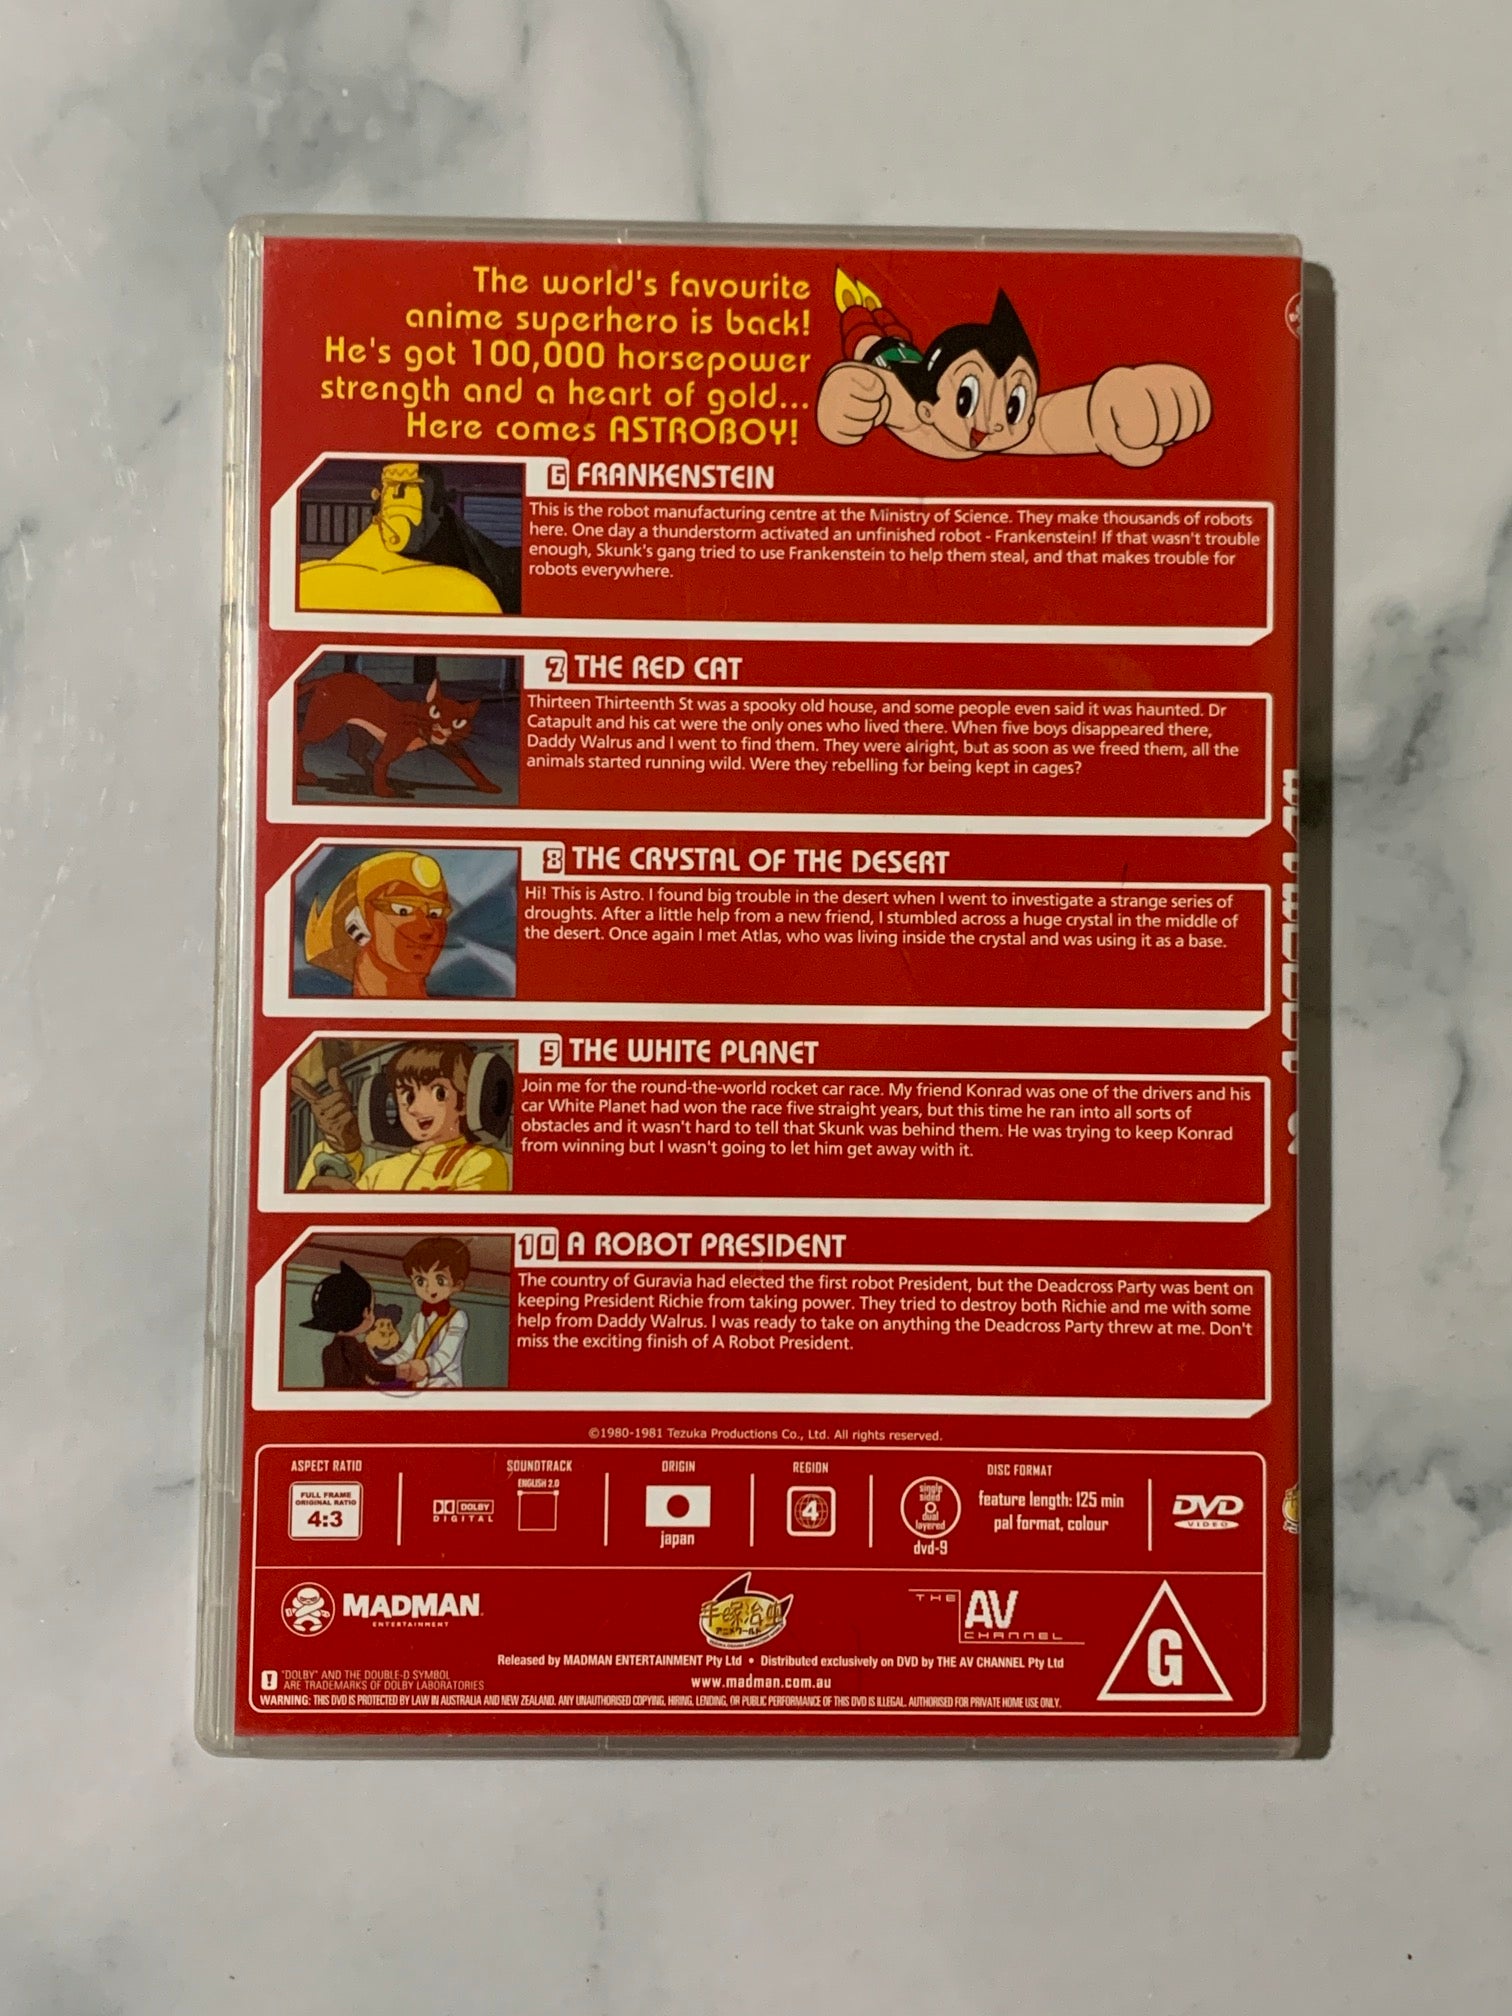 The world's favourite
anime superhero is back!
He's got 100,000 horsepower
strength and a heart of gold...
Here comes ASTROBOY!
6 FRANKENSTEIN
This is the robot manufacturing centre at the Ministry of Science. They make thousands of robots
here. One day a thunderstorm activated an unfinished robot - Frankenstein! If that wasn't trouble
enough, Skunk's gang tried to use Frankenstein to help them steal, and that makes trouble for
robots everywhere.
7 THE RED CAT
Thirteen Thirteenth St was a spooky old house, and some people even said it was haunted. Dr
Catapult and his cat were the only ones who lived there. When five boys disappeared there,
Daddy Walrus and I went to find them. They were alright, but as soon as we freed them, all the
animals started running wild. Were they rebelling for being kept in cages?
8 THE CRYSTAL OF THE DESERT
Hi! This is Astro. I found big trouble in the desert when I went to investigate a strange series of
droughts. After a little help from a new friend, I stumbled across a huge crystal in the middle of
the desert. Once again I met Atlas, who was living inside the crystal and was using it as a base.
9 THE WHITE PLANET
Join me for the round-the-world rocket car race. My friend Konrad was one of the drivers and his
car White Planet had won the race five straight years, but this time he ran into all sorts of
obstacles and it wasn't hard to tell that Skunk was behind them. He was trying to keep Konrad
from winning but I wasn't going to let him get away with it.
10 A ROBOT PRESIDENT
The country of Guravia had elected the first robot President, but the Deadcross Party was bent on
keeping President Richie from taking power. They tried to destroy both Richie and me with some
help from Daddy Walrus. I was ready to take on anything the Deadcross Party threw at me. Don't
miss the exciting finish of A Robot President.
©1980-1981 Tezuka Productions Co., Ltd. All rights reserved.
ASPECT RATIO
FULL FRAME
ORIGINAL RATIO
4:3
DOLBY
DIGITAL
SOUNDTRACK
ENGLISH 2.0
ORIGIN
japan
REGION
4
DISC FORMAT
single
sided
dual
layered
dvd-9
feature length: 125 min
pal format, colour
DVD
VIDEO
MADMAN
ENTERTAINMENT
手塚治虫
アニメワールド
THE
AV
CHANNEL
G
Released by MADMAN ENTERTAINMENT Pty Ltd • Distributed exclusively on DVD by THE AV CHANNEL Pty Ltd
www.madman.com.au
"DOLBY" AND THE DOUBLE-D SYMBOL
ARE TRADEMARKS OF DOLBY LABORATORIES
WARNING: THIS DVD IS PROTECTED BY LAW IN AUSTRALIA AND NEW ZEALAND. ANY UNAUTHORISED COPYING, HIRING, LENDING, OR PUBLIC PERFORMANCE OF THIS DVD IS ILLEGAL. AUTHORISED FOR PRIVATE HOME USE ONLY.